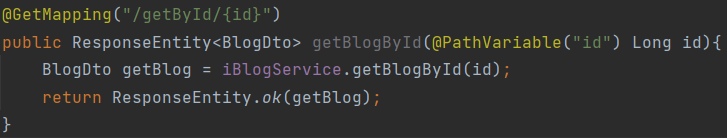 @GetMapping("/getById/{id}")
public ResponseEntity<BlogDto> getBlogById(@PathVariable("id") Long id){
    BlogDto getBlog = iBlogService.getBlogById(id);
    return ResponseEntity.ok(getBlog);
}